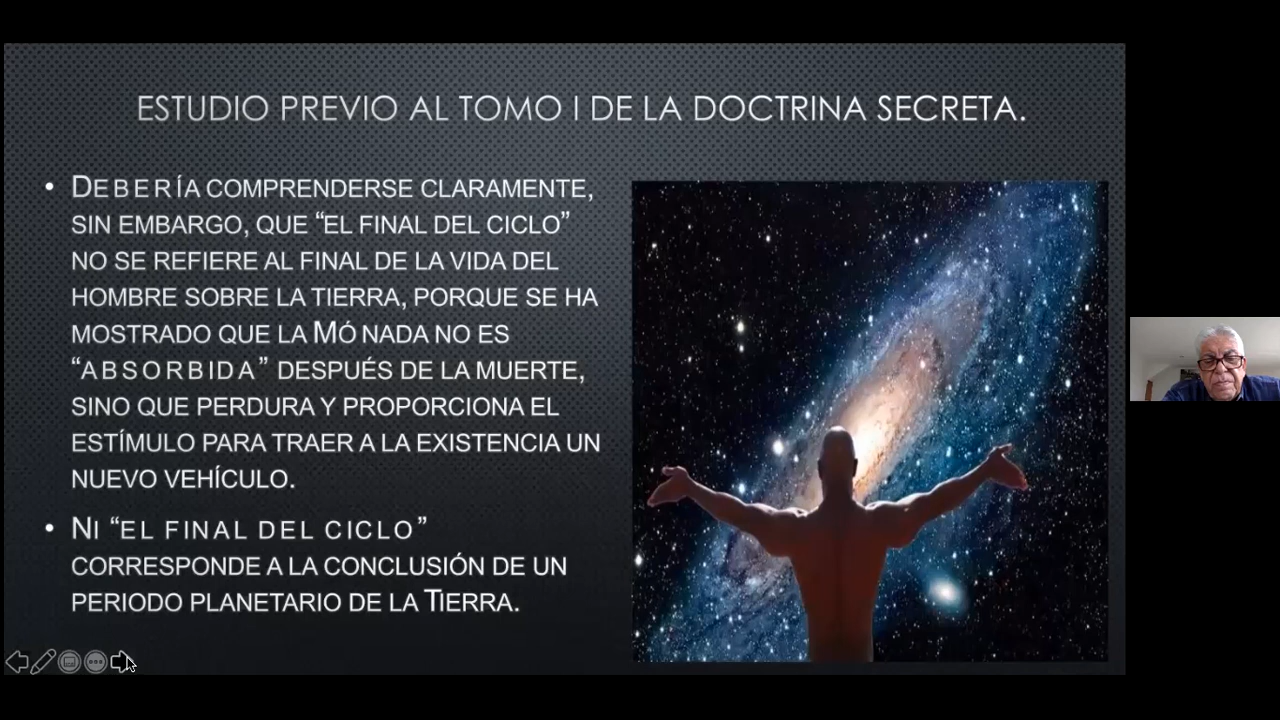 ESTUDIO PREVIO AL TOMO I DE LA DOCTRINA SECRETA.
• DEBERÍA COMPRENDERSE CLARAMENTE,
SIN EMBARGO, QUE “EL FINAL DEL CICLO”
NO SE REFIERE AL FINAL DE LA VIDA DEL
HOMBRE SOBRE LA TIERRA, PORQUE SE HA
MOSTRADO QUE LA MÓ NADA NO ES
“ABSORBIDA” DESPUÉS DE LA MUERTE,
SINO QUE PERDURA Y PROPORCIONA EL
ESTÍMULO PARA TRAER A LA EXISTENCIA UN
NUEVO VEHÍCULO.
• NI “EL FINAL DEL CICLO”
CORRESPONDE A LA CONCLUSIÓN DE UN
PERIODO PLANETARIO DE LA TIERRA.